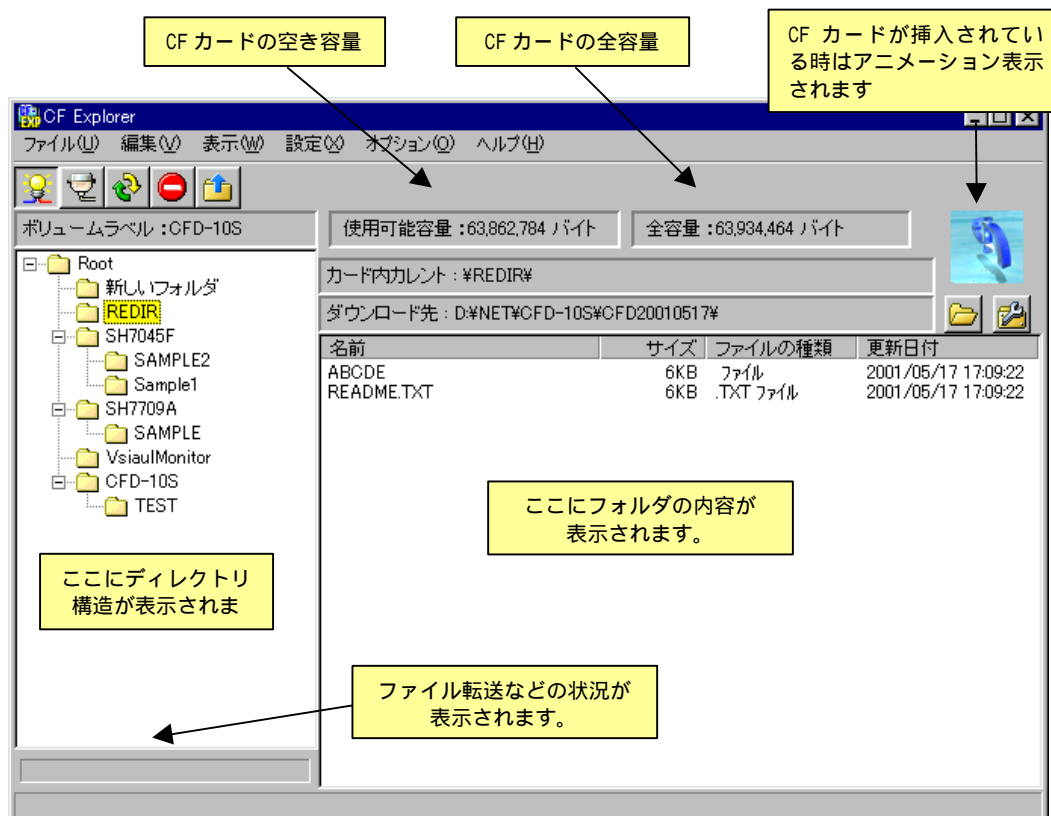 CF カードの空き容量
CF カードの全容量
CF カードが挿入されてい
る時はアニメーション表示
されます
CF Explorer
ファイル(U) 編集(V) 表示(W) 設定(X) オプション(O) ヘルプ(H)
ボリュームラベル：CFD-10S
使用可能容量：63,862,784 バイト
全容量：63,934,464 バイト
カード内カレント：¥REDIR¥
ダウンロード先：D:¥NET¥CFD-10S¥CFD20010517¥
Root
新しいフォルダ
REDIR
SH7045F
SAMPLE2
Sample1
SH7709A
SAMPLE
VsiaulMonitor
CFD-10S
TEST
名前 サイズ ファイルの種類 更新日付
ABCDE 6KB ファイル 2001/05/17 17:09:22
README.TXT 6KB .TXT ファイル 2001/05/17 17:09:22
ここにフォルダの内容が
表示されます。
ここにディレクトリ
構造が表示されま
ファイル転送などの状況が
表示されます。